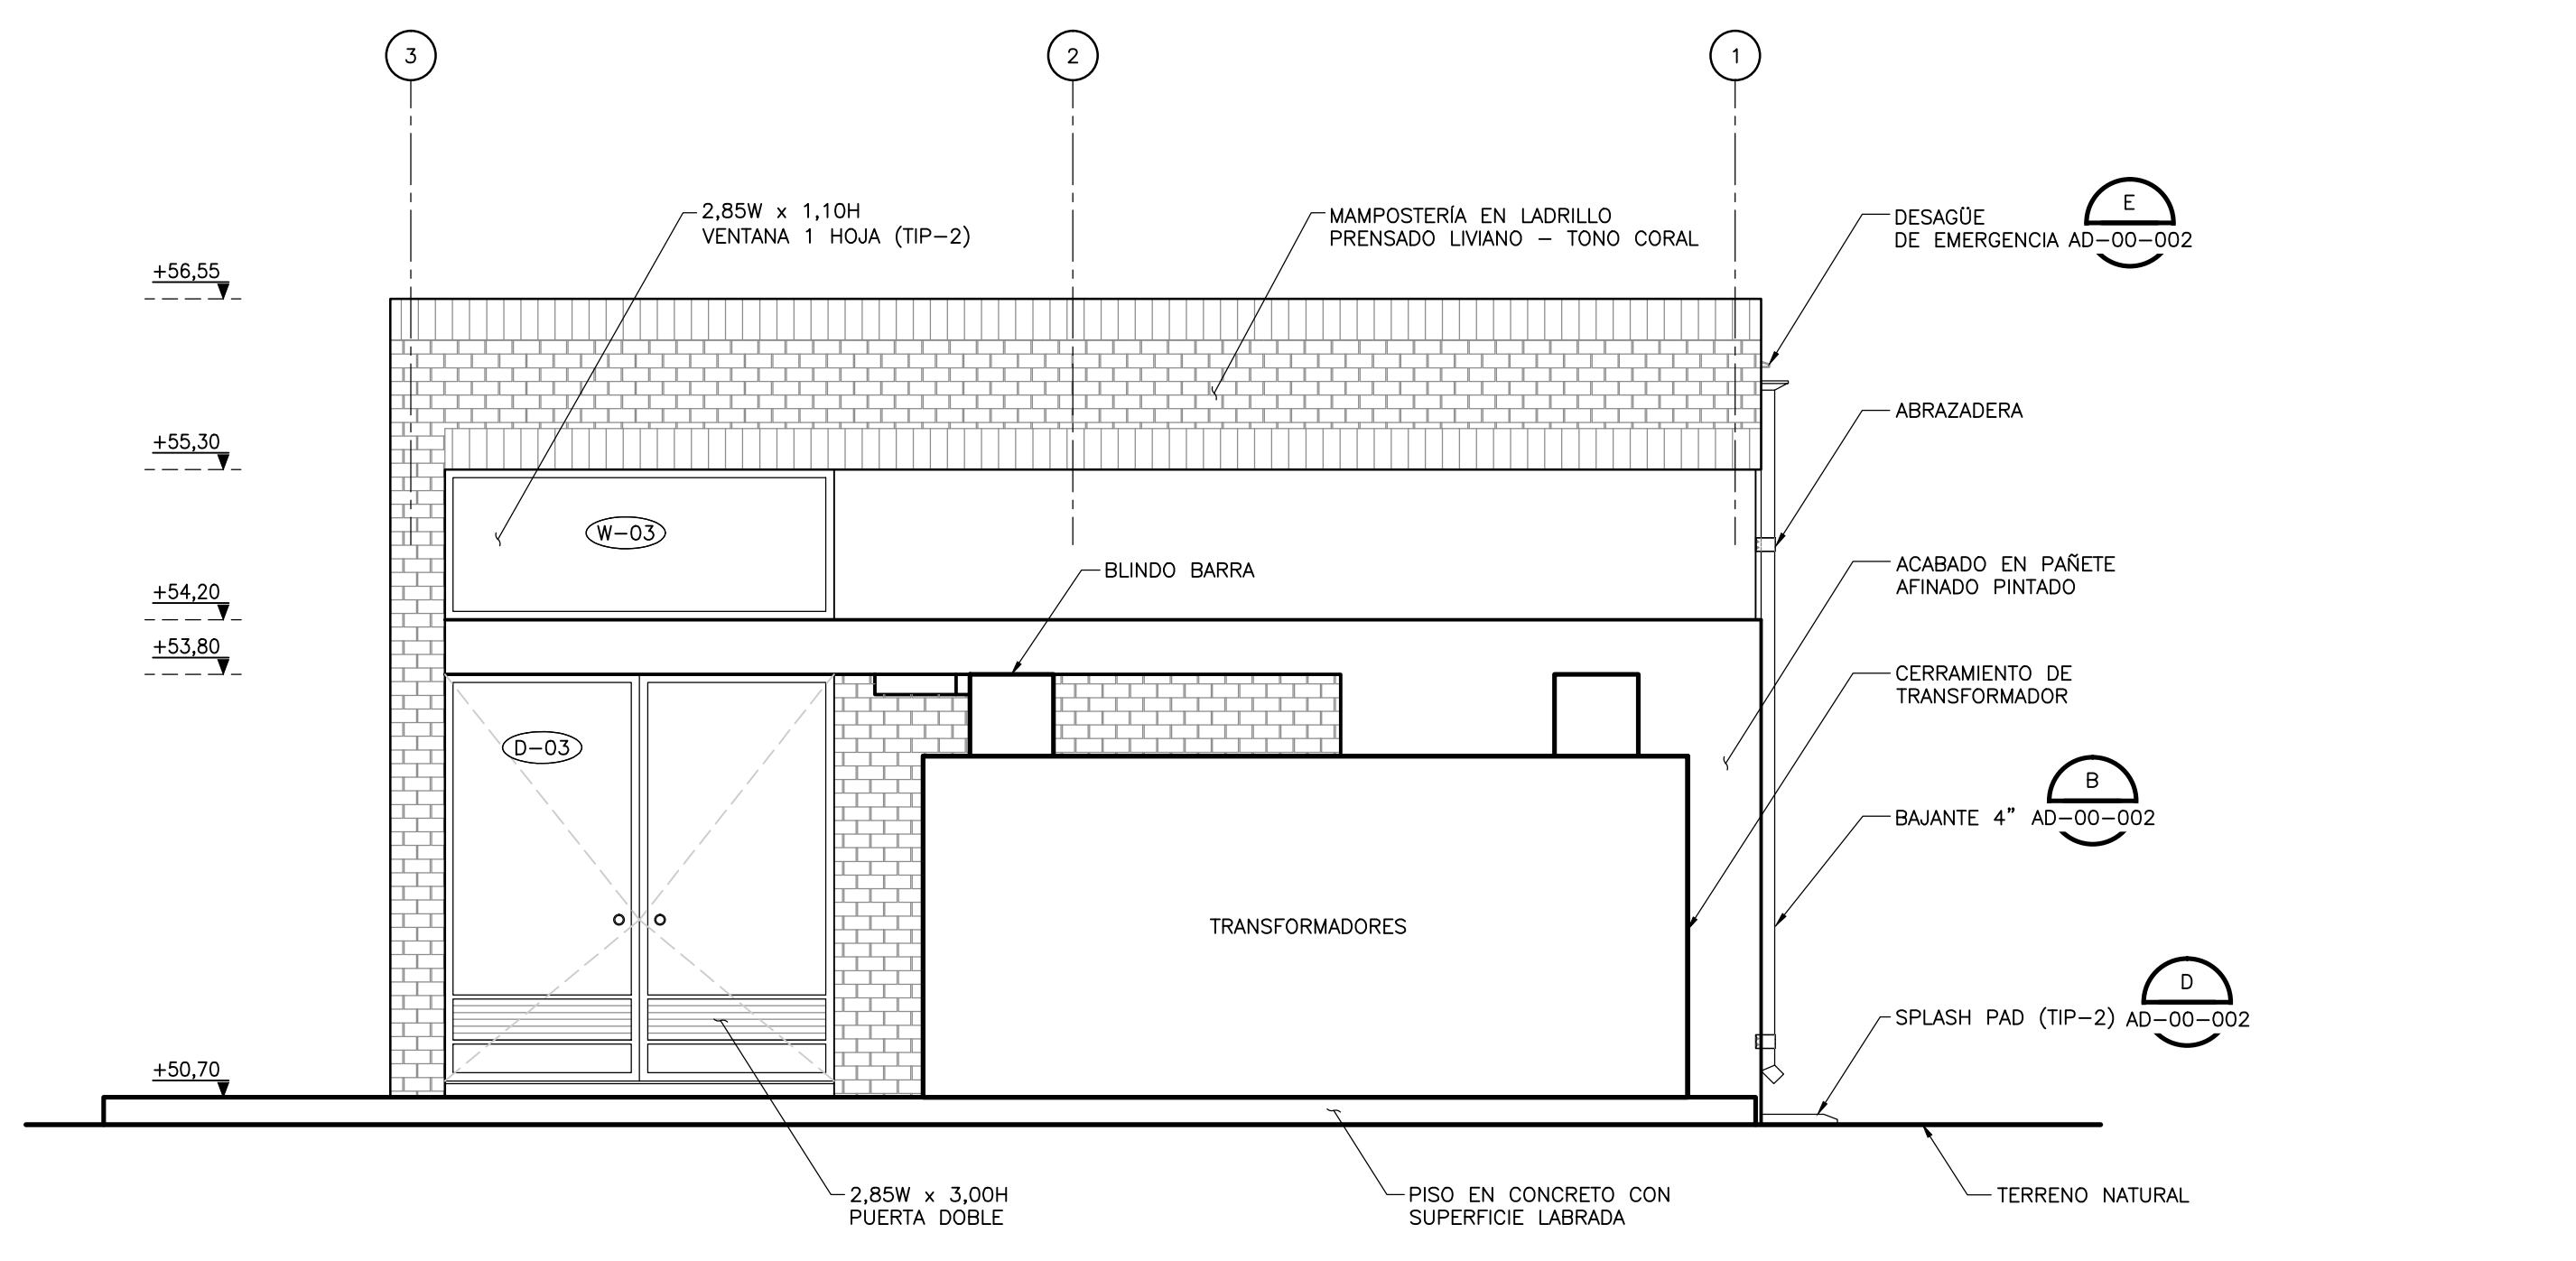 3
2
1
2,85W x 1,10H
VENTANA 1 HOJA (TIP-2)
MAMPOSTERÍA EN LADRILLO
PRENSADO LIVIANO - TONO CORAL
E
DESAGÜE
DE EMERGENCIA AD-00-002
+56,55
ABRAZADERA
+55,30
W-03
BLINDO BARRA
ACABADO EN PAÑETE
AFINADO PINTADO
+54,20
+53,80
CERRAMIENTO DE
TRANSFORMADOR
D-03
B
BAJANTE 4” AD-00-002
TRANSFORMADORES
D
SPLASH PAD (TIP-2) AD-00-002
+50,70
2,85W x 3,00H
PUERTA DOBLE
PISO EN CONCRETO CON
SUPERFICIE LABRADA
TERRENO NATURAL